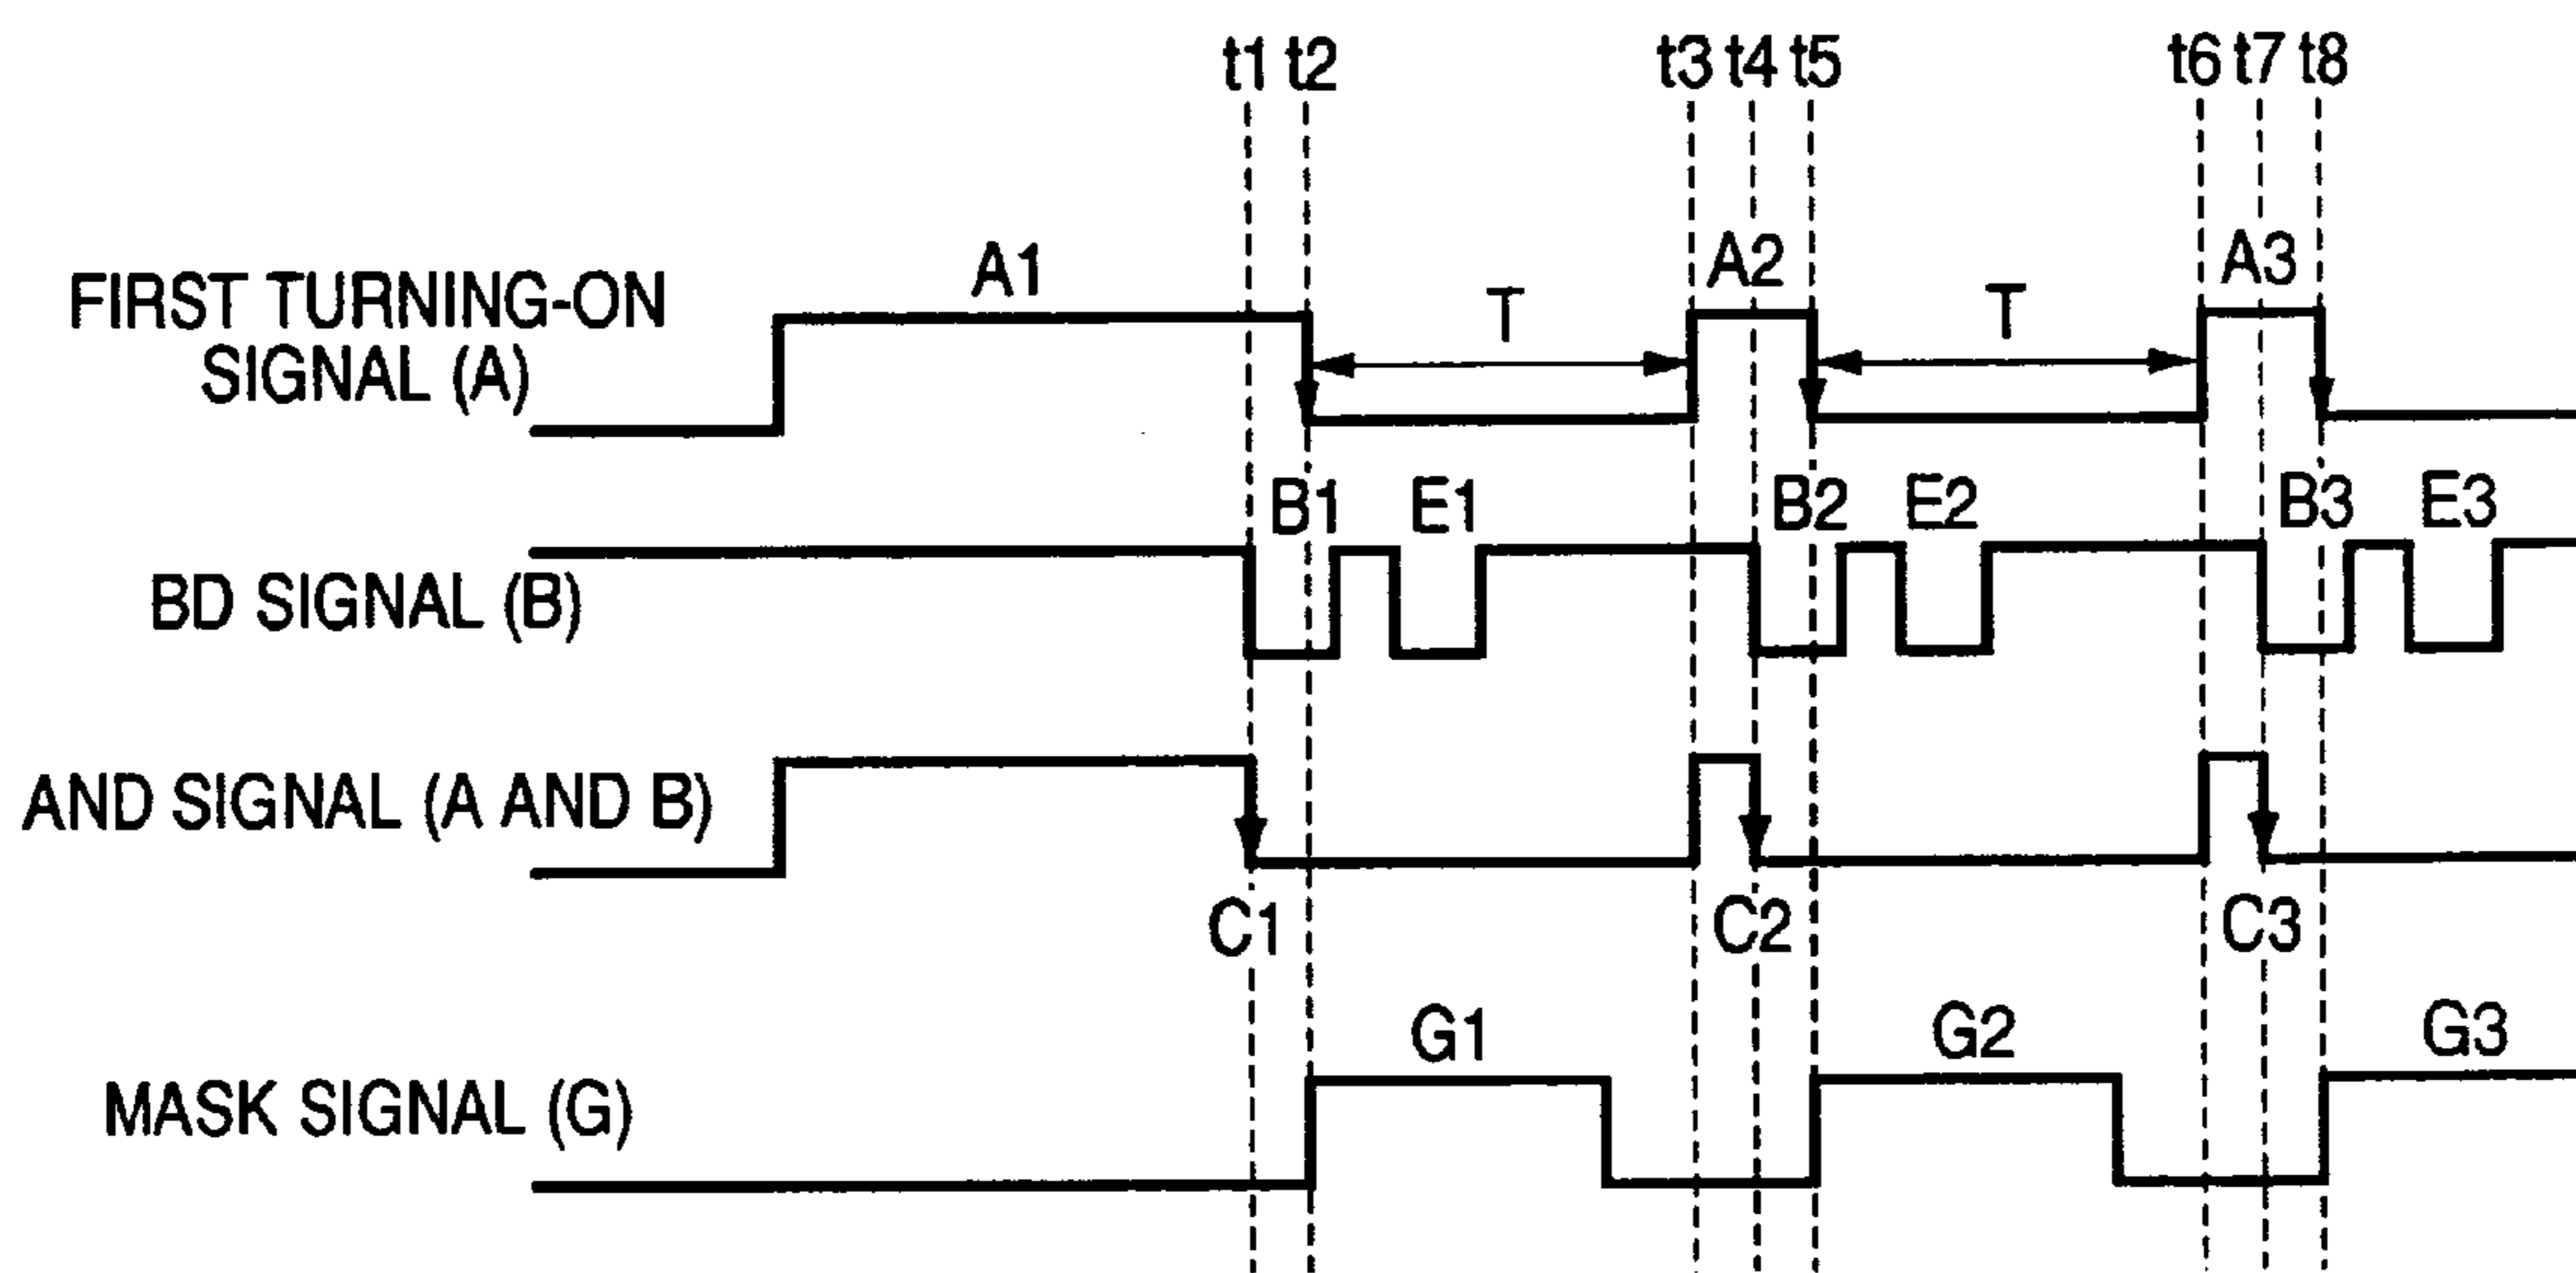 t1 t2 t3 t4 t5 t6 t7 t8
A1 T A2 T A3
FIRST TURNING-ON
SIGNAL (A)
B1 E1 B2 E2 B3 E3
BD SIGNAL (B)
AND SIGNAL (A AND B)
C1 C2 C3
G1 G2 G3
MASK SIGNAL (G)